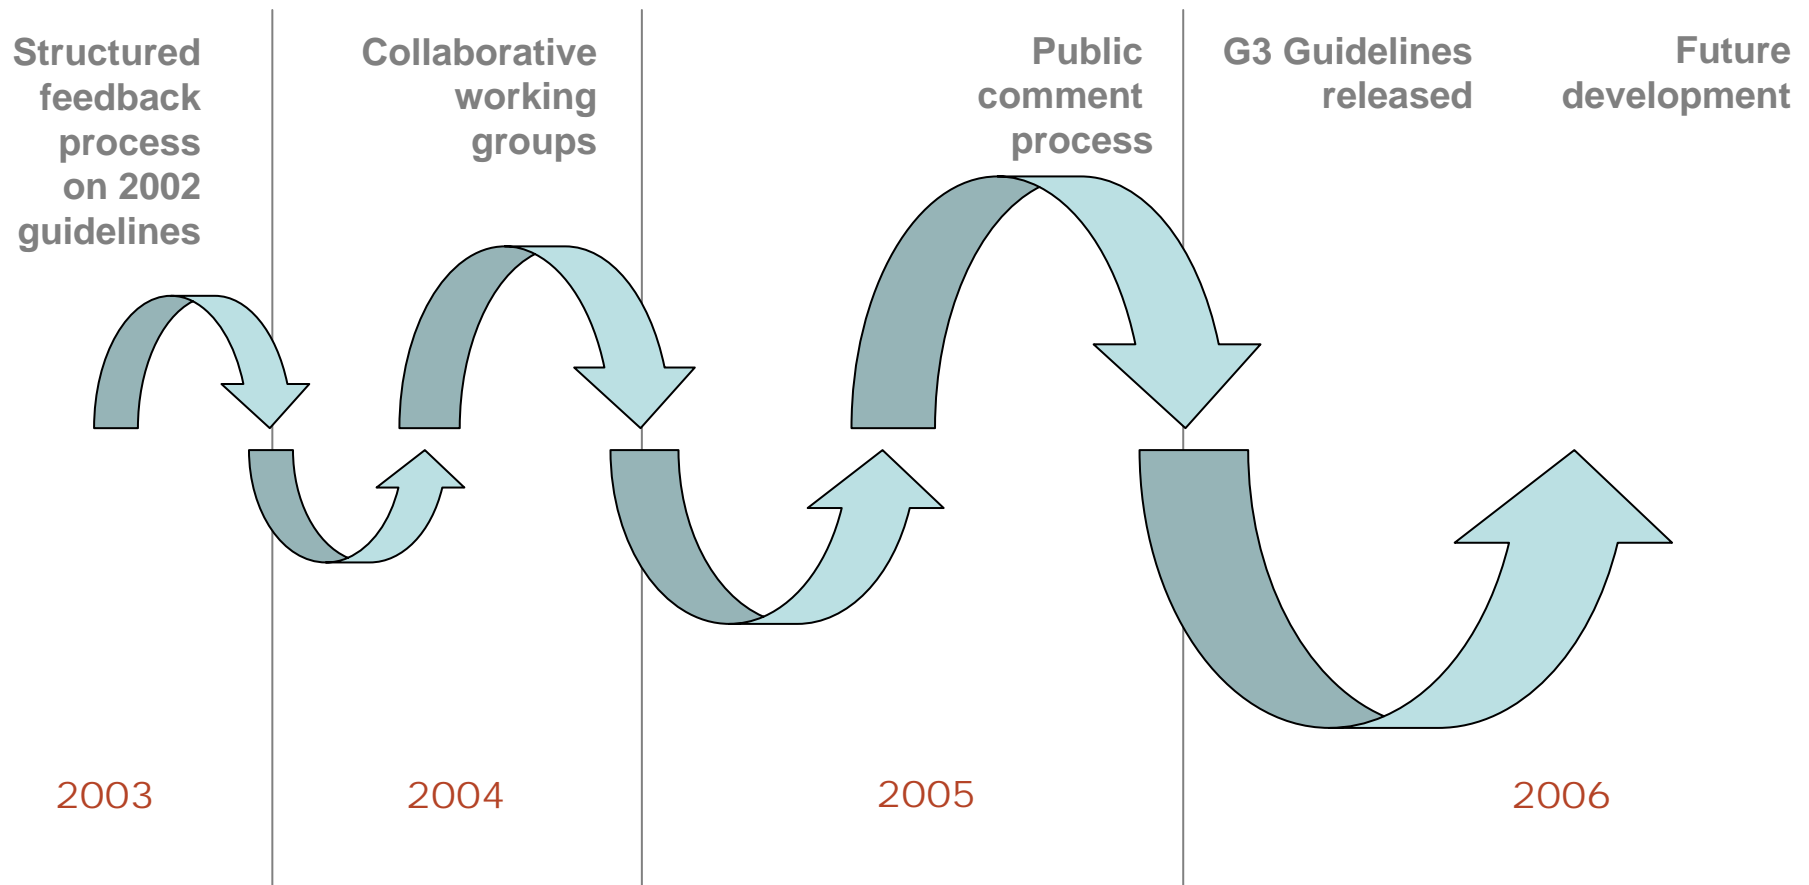 Structured
feedback
process
on 2002
guidelines
Collaborative
working
groups
Public
comment
process
G3 Guidelines
released
Future
development
2003
2004
2005
2006